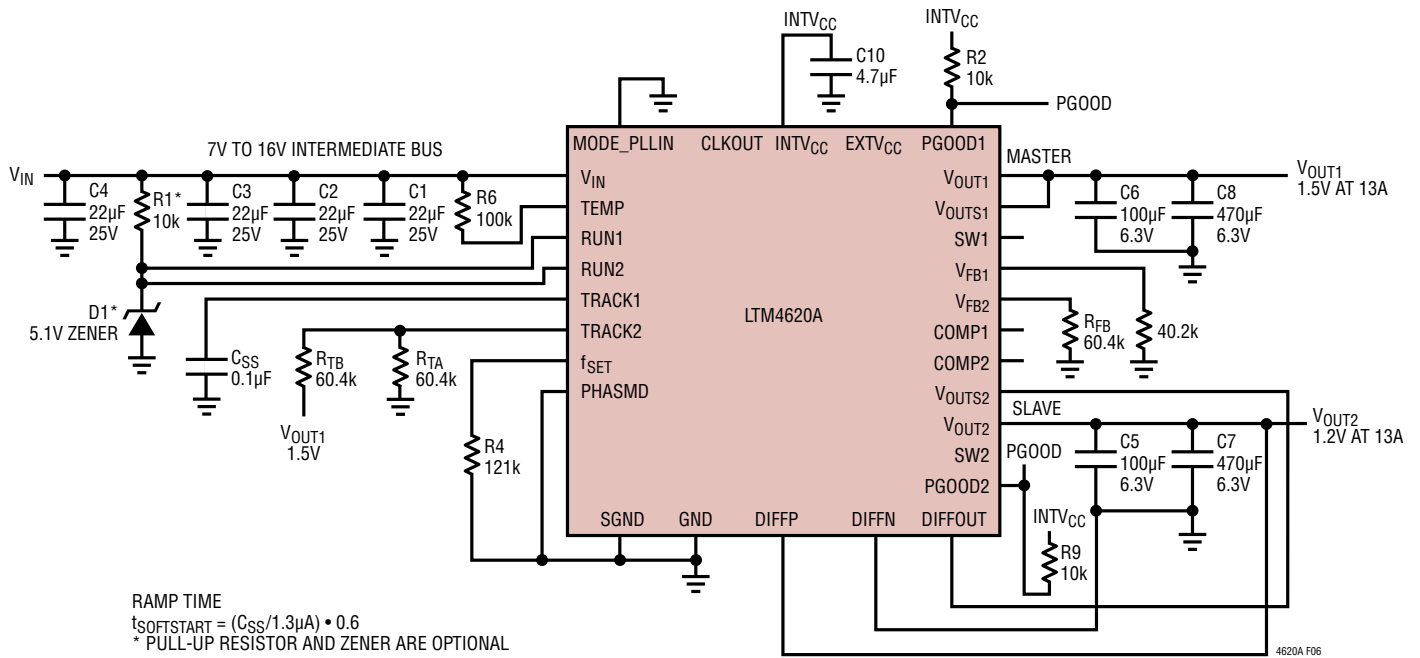 INTVCC
C10
4.7µF
INTVCC
R2
10k
PGOOD
7V TO 16V INTERMEDIATE BUS
VIN
C4
22µF
25V
R1*
10k
C3
22µF
25V
C2
22µF
25V
C1
22µF
25V
R6
100k
D1*
5.1V ZENER
CSS
0.1µF
RTB
60.4k
VOUT1
1.5V
RTA
60.4k
R4
121k
MODE_PLLIN
CLKOUT
INTVCC
EXTVCC
PGOOD1
VIN
TEMP
RUN1
RUN2
TRACK1
TRACK2
fSET
PHASMD
LTM4620A
VOUT1
VOUTS1
SW1
VFB1
VFB2
COMP1
COMP2
VOUTS2
VOUT2
SW2
PGOOD2
SGND
GND
DIFFP
DIFFN
DIFFOUT
MASTER
C6
100µF
6.3V
C8
470µF
6.3V
VOUT1
1.5V AT 13A
RFB
60.4k
40.2k
SLAVE
PGOOD
C5
100µF
6.3V
C7
470µF
6.3V
VOUT2
1.2V AT 13A
INTVCC
R9
10k
RAMP TIME
tSOFTSTART = (CSS/1.3µA) • 0.6
* PULL-UP RESISTOR AND ZENER ARE OPTIONAL
4620A F06